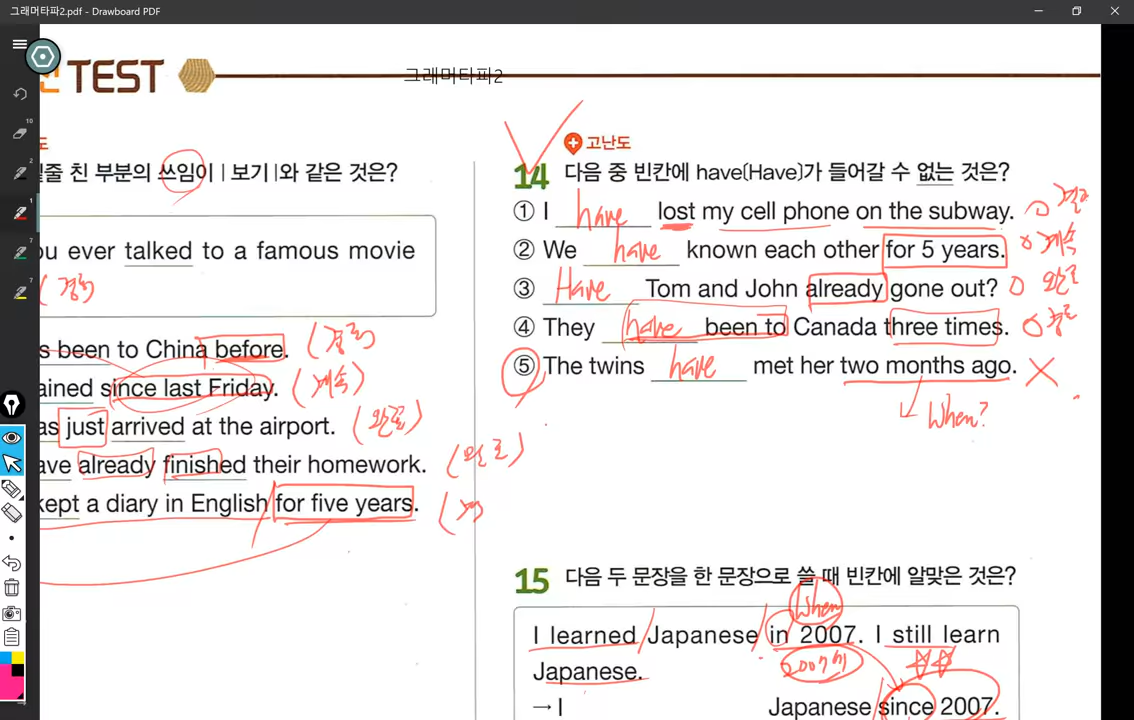 그래머타파2.pdf - Drawboard PDF
TEST
그래머타파2
줄 친 부분의 쓰임이 | 보기 |와 같은 것은?
ou ever talked to a famous movie
(경험)
s been to China before. (경험)
ained since last Friday. (계속)
as just arrived at the airport. (완료)
ave already finished their homework. (완료)
kept a diary in English for five years.
고난도
14 다음 중 빈칸에 have(Have)가 들어갈 수 없는 것은?
① I have lost my cell phone on the subway. 결과
② We have known each other for 5 years. 계속
③ Have Tom and John already gone out? 완료
④ They have been to Canada three times.
⑤ The twins have met her two months ago.
When?
15 다음 두 문장을 한 문장으로 쓸 때 빈칸에 알맞은 것은?
When
I learned Japanese in 2007. I still learn
2007에
Japanese.
→ I Japanese since 2007.